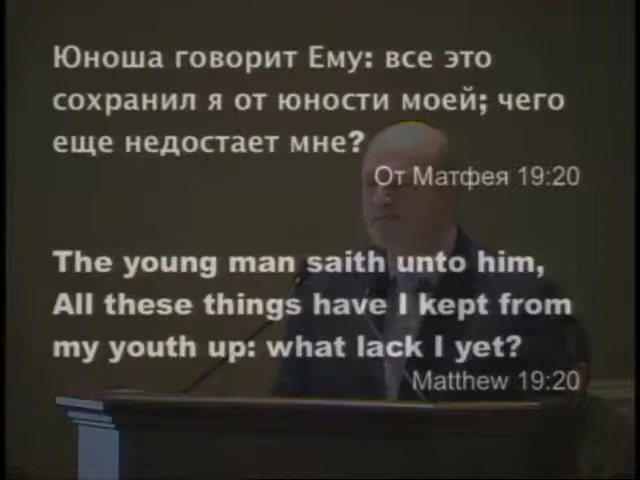 Юноша говорит Ему: все это
сохранил я от юности моей; чего
еще недостает мне?
От Матфея 19:20
The young man saith unto him,
All these things have I kept from
my youth up: what lack I yet?
Matthew 19:20